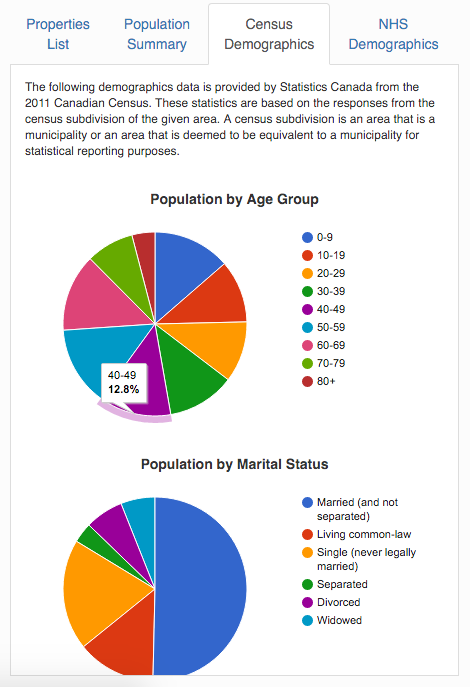 Properties
List
Population
Summary
Census
Demographics
NHS
Demographics
The following demographics data is provided by Statistics Canada from the
2011 Canadian Census. These statistics are based on the responses from the
census subdivision of the given area. A census subdivision is an area that is a
municipality or an area that is deemed to be equivalent to a municipality for
statistical reporting purposes.
Population by Age Group
0-9
10-19
20-29
30-39
40-49
50-59
60-69
70-79
80+
40-49
12.8%
Population by Marital Status
Married (and not
separated)
Living common-law
Single (never legally
married)
Separated
Divorced
Widowed